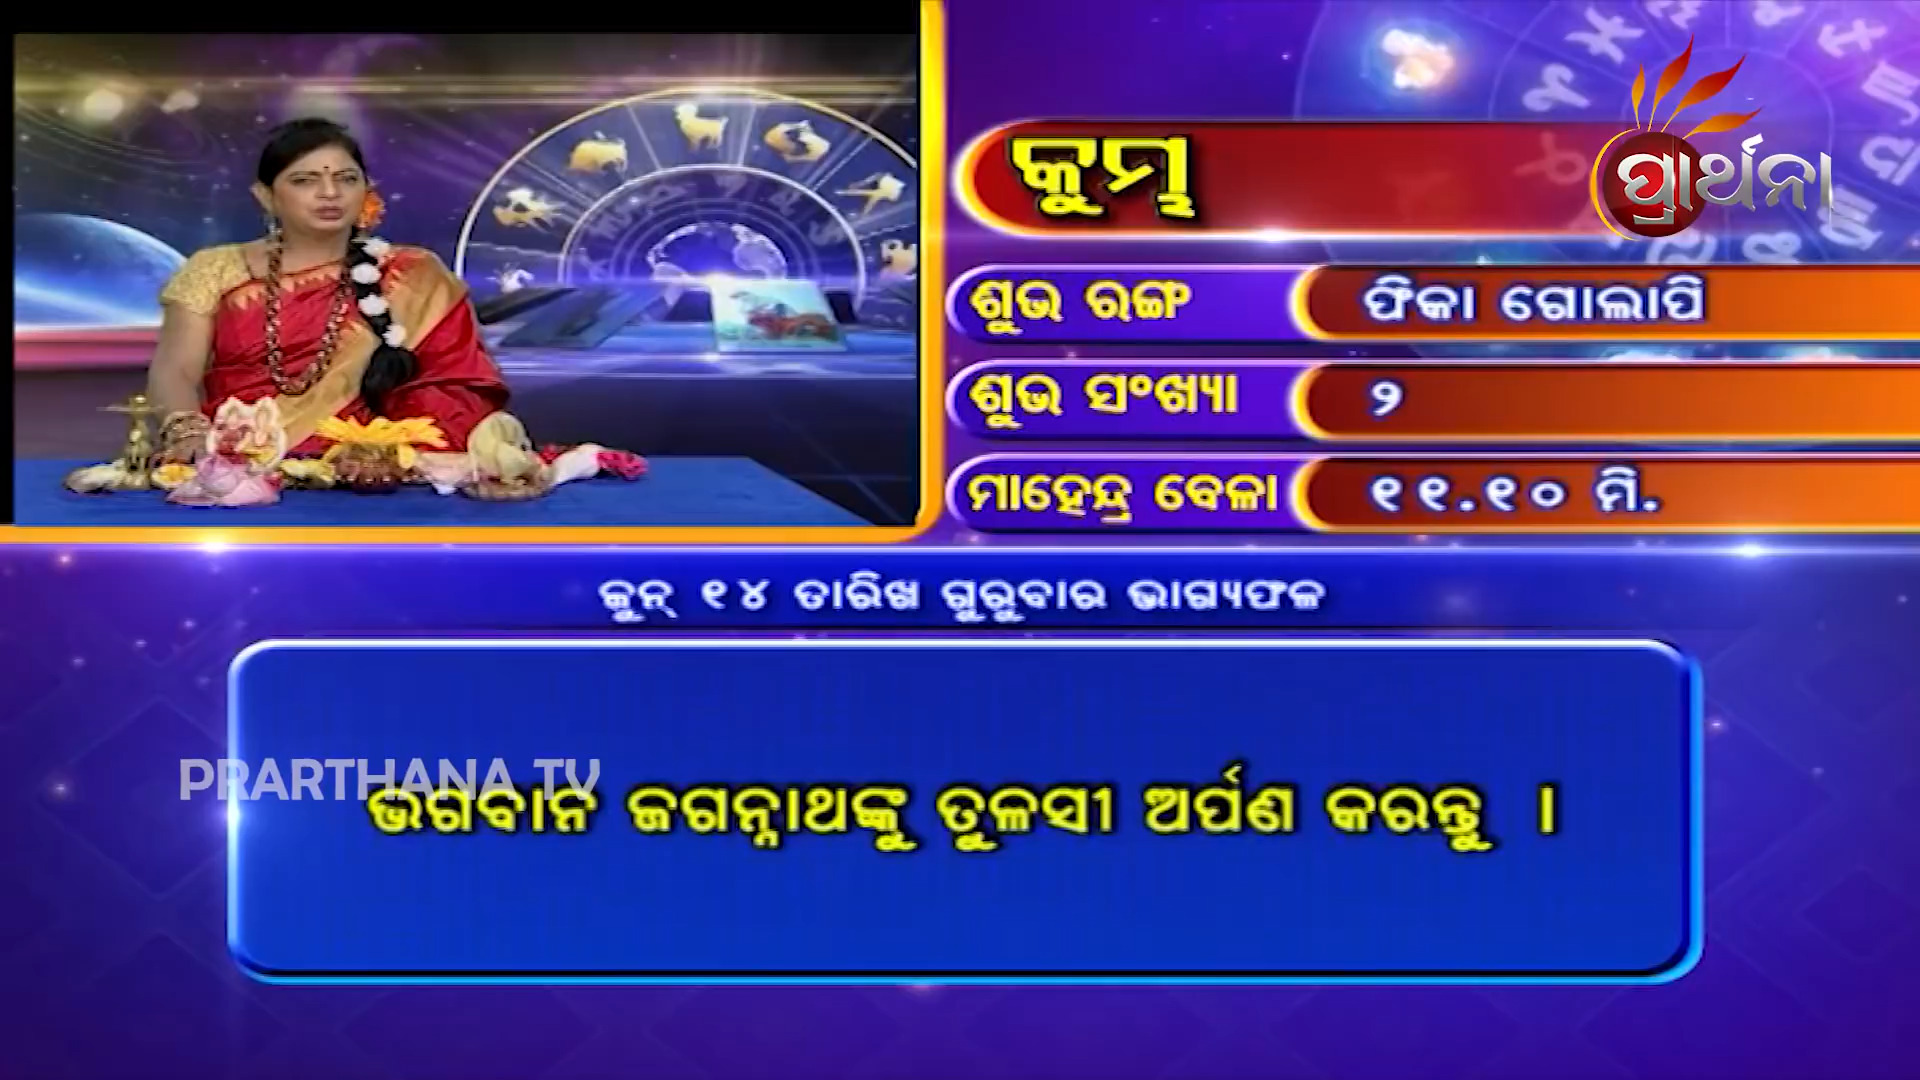 କୁମ୍ଭ
ପ୍ରାର୍ଥନା
ଶୁଭ ରଙ୍ଗ ଫିକା ଗୋଲାପି
ଶୁଭ ସଂଖ୍ୟା ୨
ମାହେନ୍ଦ୍ର ବେଳା ୧୧.୧୦ ମି.
ଜୁନ୍ ୧୪ ତାରିଖ ଗୁରୁବାର ଭାଗ୍ୟଫଳ
PRARTHANA TV
ଭଗବାନ ଜଗନ୍ନାଥଙ୍କୁ ତୁଳସୀ ଅର୍ପଣ କରନ୍ତୁ ।